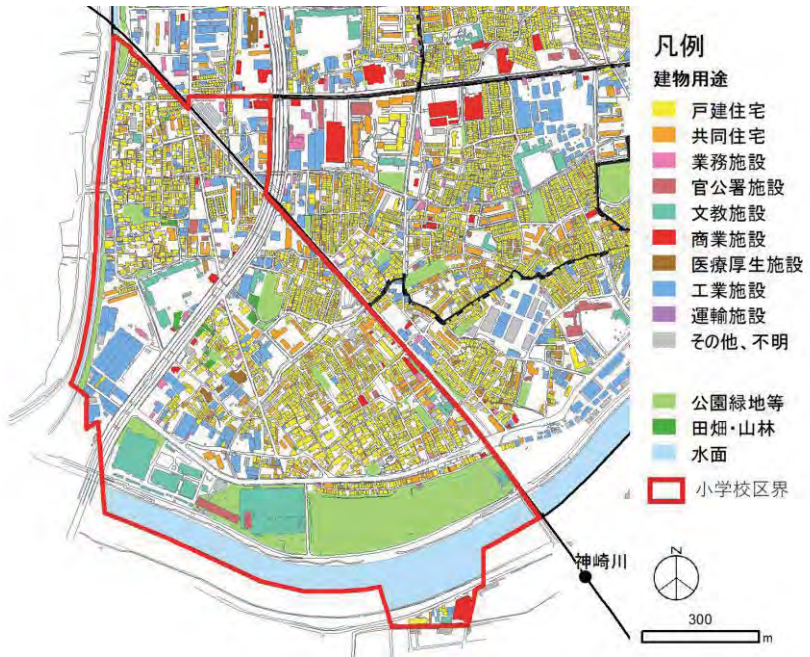 凡例
建物用途
戸建住宅
共同住宅
業務施設
官公署施設
文教施設
商業施設
医療厚生施設
工業施設
運輸施設
その他、不明
公園緑地等
田畑・山林
水面
小学校区界
神崎川
N
300
m